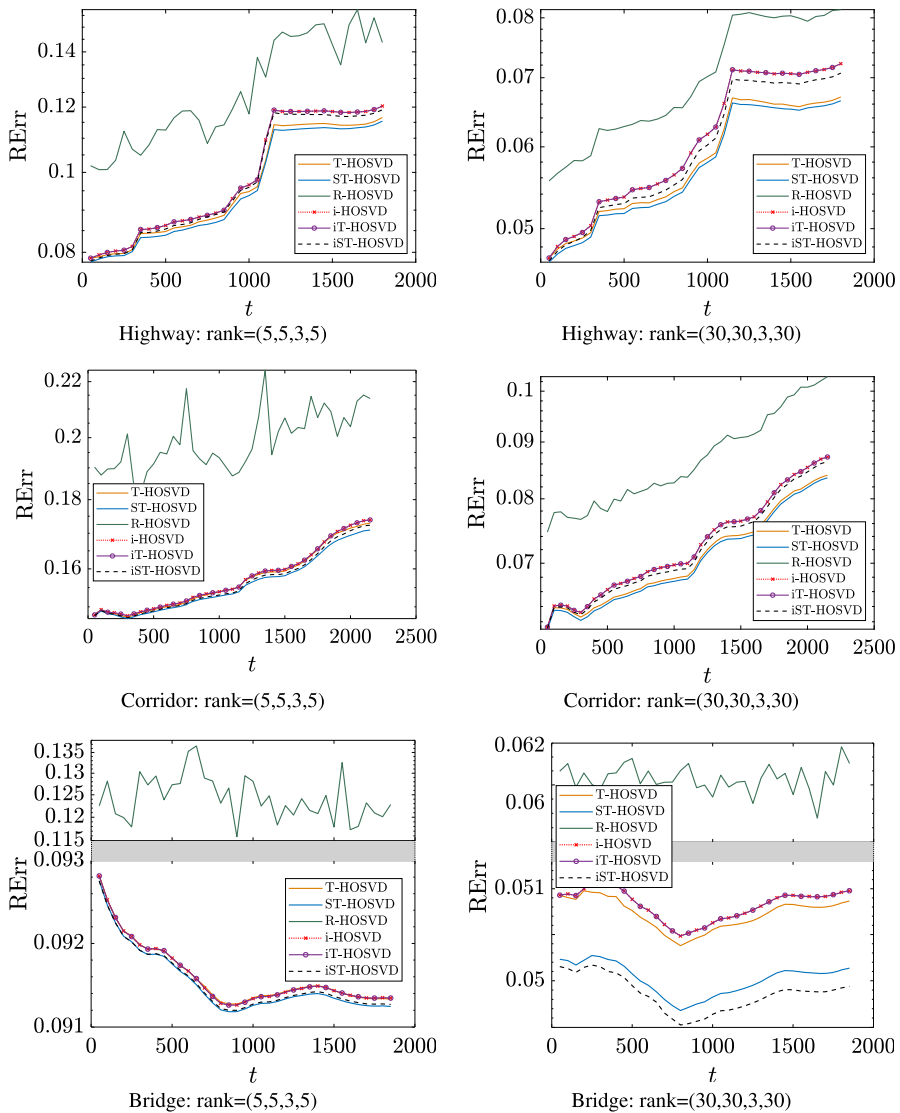 0.14
0.12
0.1
0.08
RErr
T-HOSVD
ST-HOSVD
R-HOSVD
i-HOSVD
iT-HOSVD
iST-HOSVD
0 500 1000 1500 2000
t
Highway: rank=(5,5,3,5)
0.08
0.07
0.06
0.05
RErr
T-HOSVD
ST-HOSVD
R-HOSVD
i-HOSVD
iT-HOSVD
iST-HOSVD
0 500 1000 1500 2000
t
Highway: rank=(30,30,3,30)
0.22
0.2
0.18
0.16
RErr
T-HOSVD
ST-HOSVD
R-HOSVD
i-HOSVD
iT-HOSVD
iST-HOSVD
0 500 1000 1500 2000 2500
t
Corridor: rank=(5,5,3,5)
0.1
0.09
0.08
0.07
RErr
T-HOSVD
ST-HOSVD
R-HOSVD
i-HOSVD
iT-HOSVD
iST-HOSVD
0 500 1000 1500 2000 2500
t
Corridor: rank=(30,30,3,30)
0.135
0.13
0.125
0.12
0.115
0.093
0.092
0.091
RErr
T-HOSVD
ST-HOSVD
R-HOSVD
i-HOSVD
iT-HOSVD
iST-HOSVD
0 500 1000 1500 2000
t
Bridge: rank=(5,5,3,5)
0.062
0.06
0.051
0.05
RErr
T-HOSVD
ST-HOSVD
R-HOSVD
i-HOSVD
iT-HOSVD
iST-HOSVD
0 500 1000 1500 2000
t
Bridge: rank=(30,30,3,30)